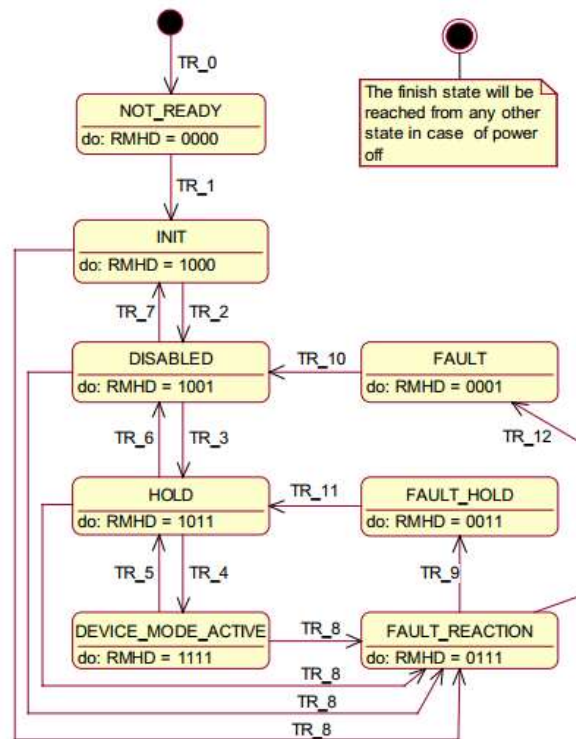 TR_0
The finish state will be
reached from any other
state in case of power
off
NOT_READY
do: RMHD = 0000
TR_1
INIT
do: RMHD = 1000
TR_7
TR_2
DISABLED
do: RMHD = 1001
TR_10
FAULT
do: RMHD = 0001
TR_6
TR_3
TR_12
HOLD
do: RMHD = 1011
TR_11
FAULT_HOLD
do: RMHD = 0011
TR_5
TR_4
TR_9
DEVICE_MODE_ACTIVE
do: RMHD = 1111
TR_8
FAULT_REACTION
do: RMHD = 0111
TR_8
TR_8
TR_8